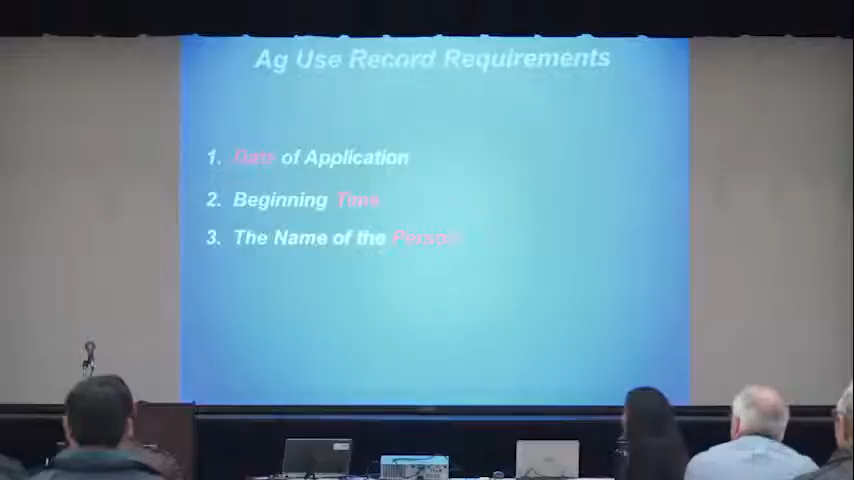 Ag Use Record Requirements
1. Date of Application
2. Beginning Time
3. The Name of the Person